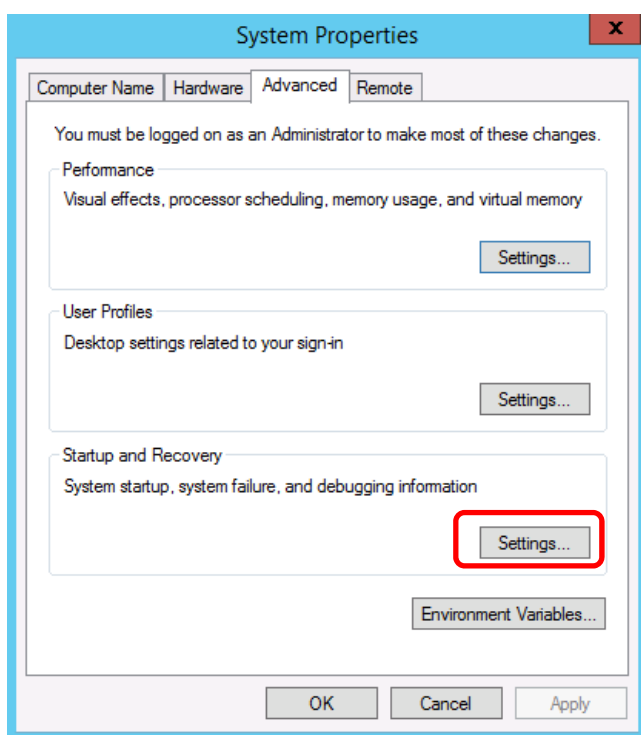 System Properties
x
Computer Name Hardware Advanced Remote
You must be logged on as an Administrator to make most of these changes.
Performance
Visual effects, processor scheduling, memory usage, and virtual memory
Settings...
User Profiles
Desktop settings related to your sign-in
Settings...
Startup and Recovery
System startup, system failure, and debugging information
Settings...
Environment Variables...
OK Cancel Apply